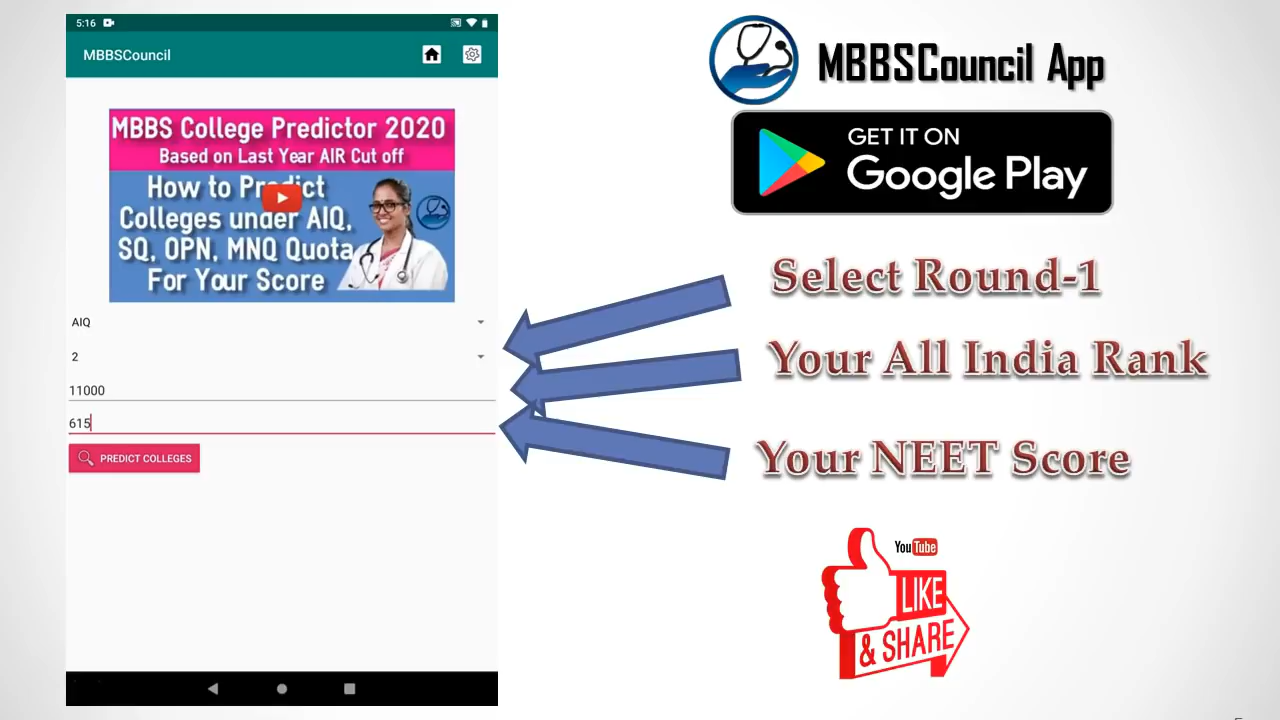 5:16
MBBSCouncil
MBBS College Predictor 2020
Based on Last Year AIR Cut off
How to Predict
Colleges under AIQ,
SQ, OPN, MNQ Quota
For Your Score
AIQ
2
11000
615
PREDICT COLLEGES
MBBSCouncil App
GET IT ON
Google Play
Select Round-1
Your All India Rank
Your NEET Score
YouTube
LIKE
& SHARE